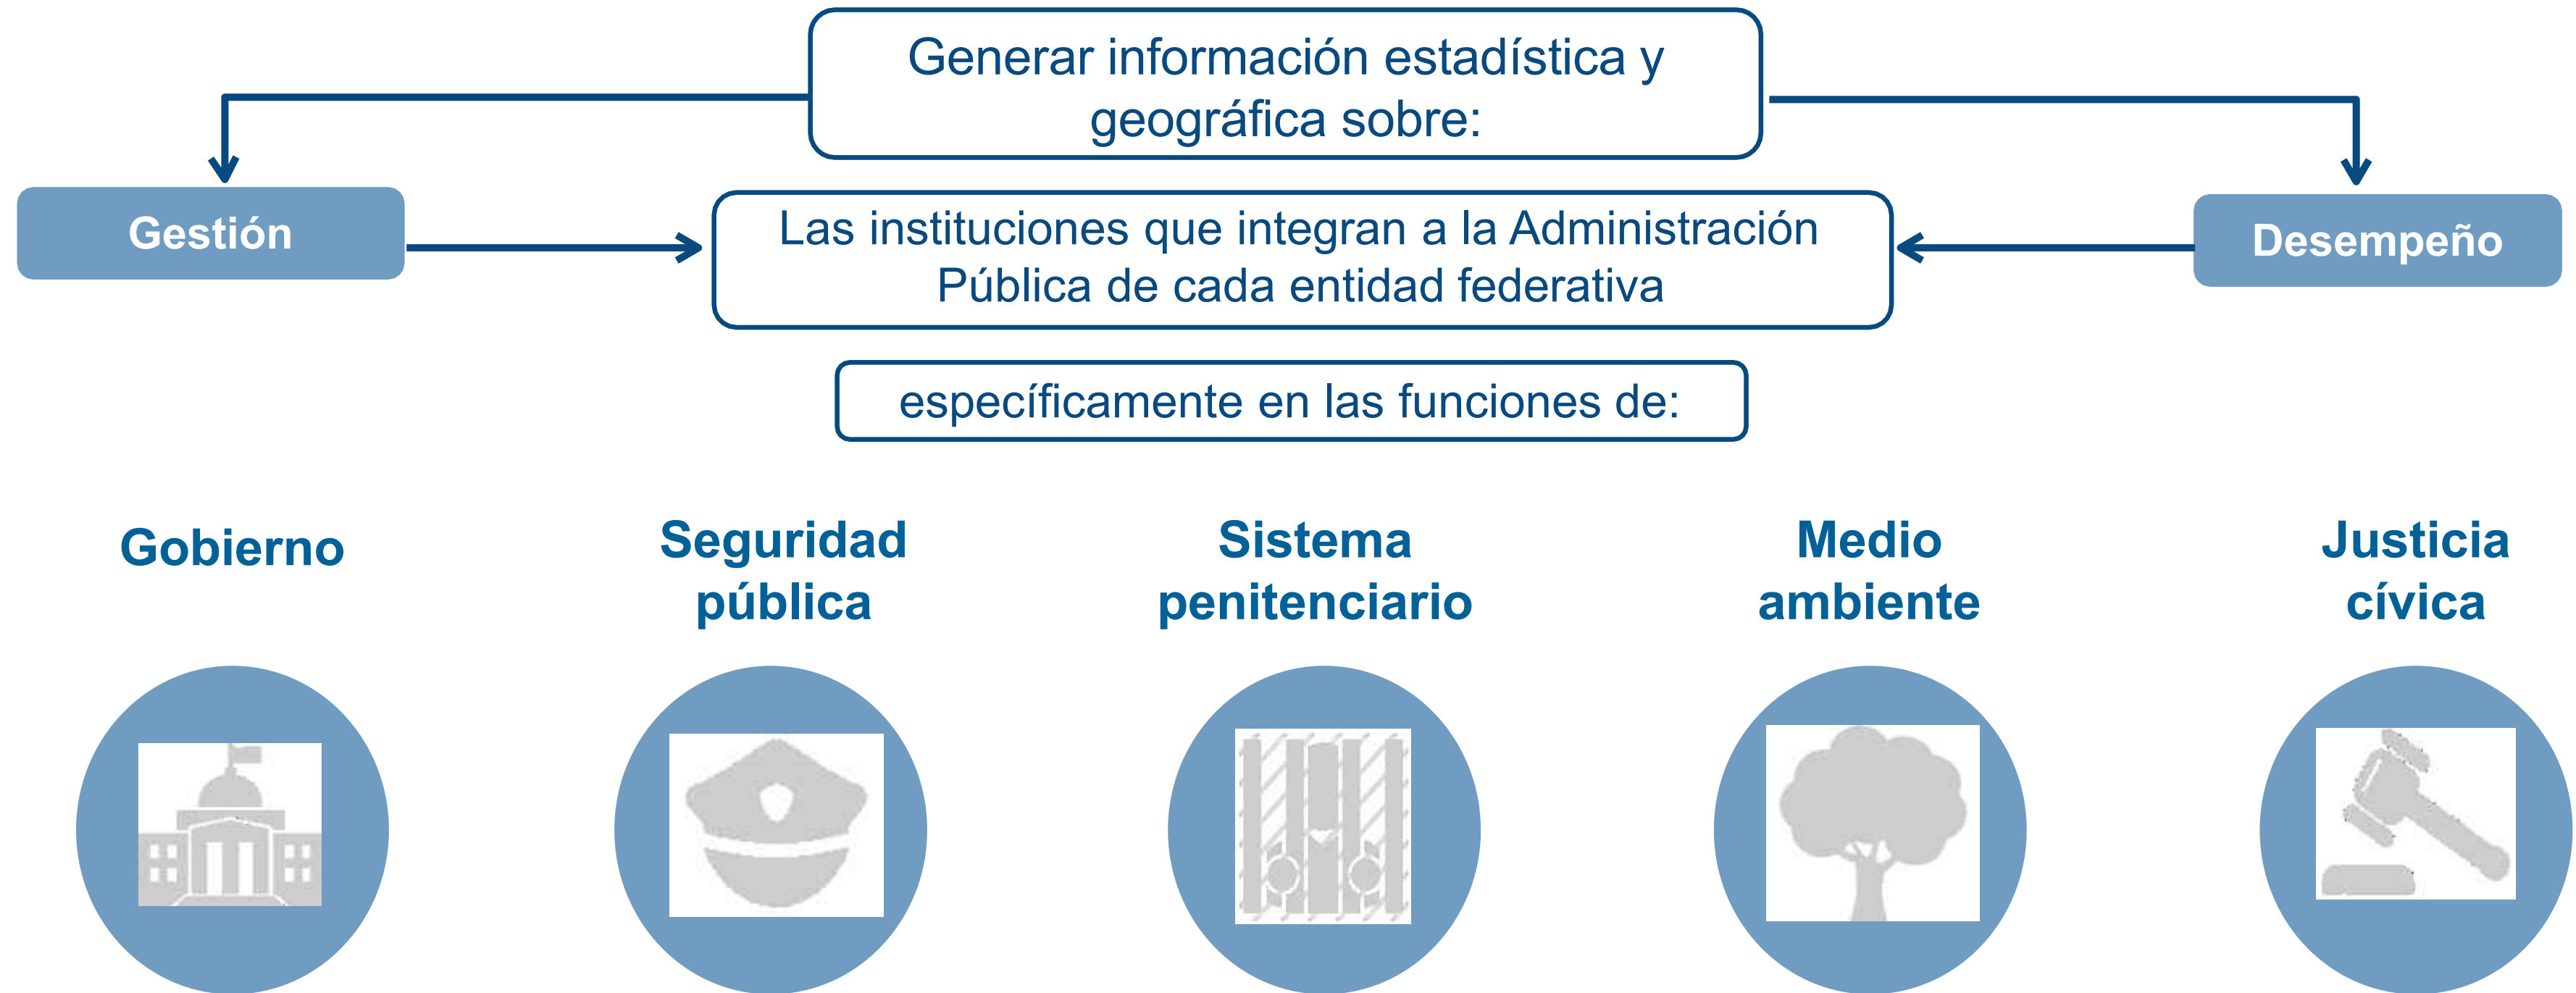 Generar información estadística y
geográfica sobre:
Gestión
Las instituciones que integran a la Administración
Pública de cada entidad federativa
Desempeño
específicamente en las funciones de:
Gobierno
Seguridad
pública
Sistema
penitenciario
Medio
ambiente
Justicia
cívica